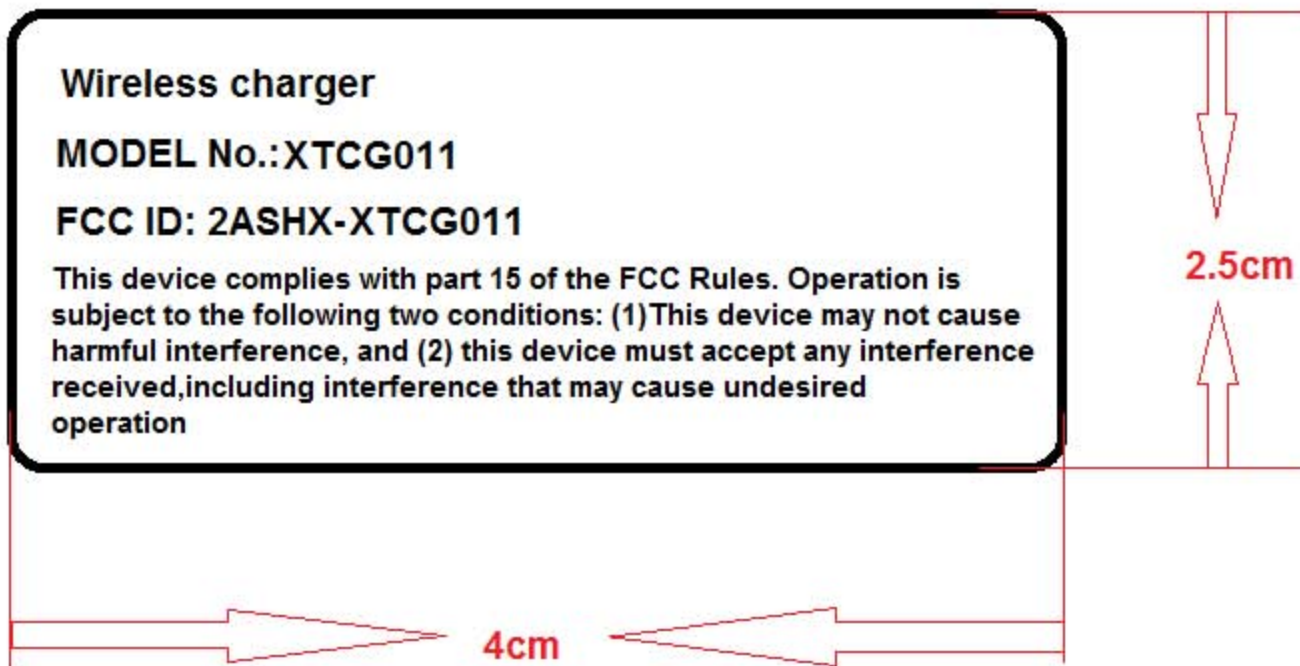 Wireless charger
MODEL No.:XTCG011
FCC ID: 2ASHX-XTCG011
This device complies with part 15 of the FCC Rules. Operation is
subject to the following two conditions: (1)This device may not cause
harmful interference, and (2) this device must accept any interference
received,including interference that may cause undesired
operation
2.5cm
4cm